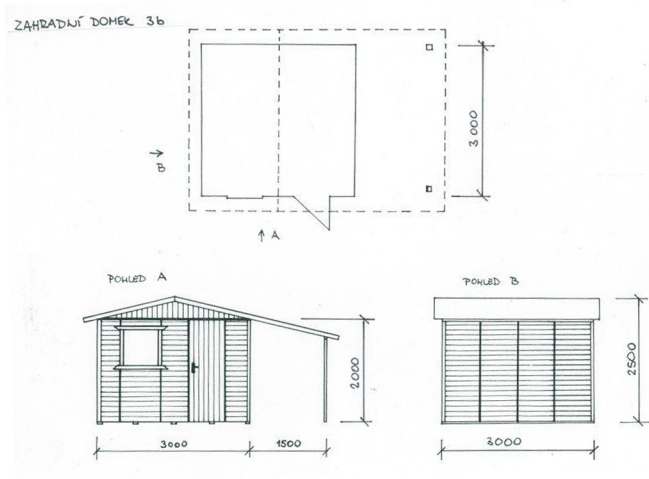 ZAHRADNÍ DOMEK 3b
3000
B
A
POHLED A
POHLED B
2000
2500
3000
1500
3000